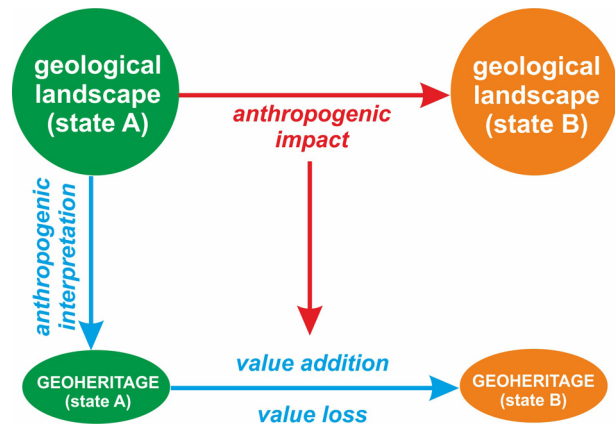 geological
landscape
(state A)
geological
landscape
(state B)
anthropogenic
impact
anthropogenic
interpretation
GEOHERITAGE
(state A)
value addition
value loss
GEOHERITAGE
(state B)